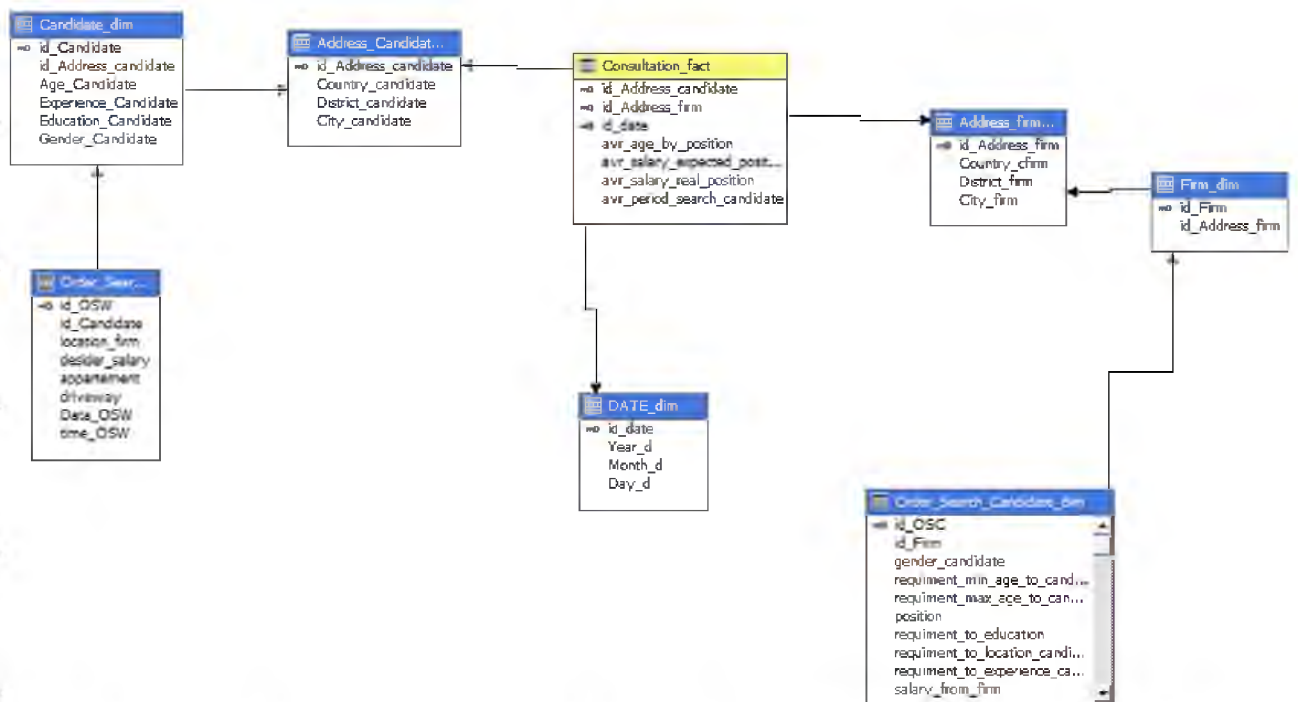 Candidate_dim
id_Candidate
id_Address_candidate
Age_Candidate
Experience_Candidate
Education_Candidate
Gender_Candidate
Address_Candidat...
id_Address_candidate
Country_candidate
District_candidate
City_candidate
Consultation_fact
id_Address_candidate
id_Address_firm
id_date
avr_age_by_position
avr_salary_expected_posit...
avr_salary_real_position
avr_period_search_candidate
Address_firm...
id_Address_firm
Country_cfirm
District_firm
City_firm
Firm_dim
id_Firm
id_Address_firm
Order_Sear...
id_OSW
id_Candidate
location_firm
desider_salary
appartement
driveway
Data_OSW
time_OSW
DATE_dim
id_date
Year_d
Month_d
Day_d
Order_Search_Candidate_dim
id_OSC
id_Firm
gender_candidate
requiment_min_age_to_cand...
requiment_max_age_to_can...
position
requiment_to_education
requiment_to_location_candi...
requiment_to_experience_ca...
salary_from_firm